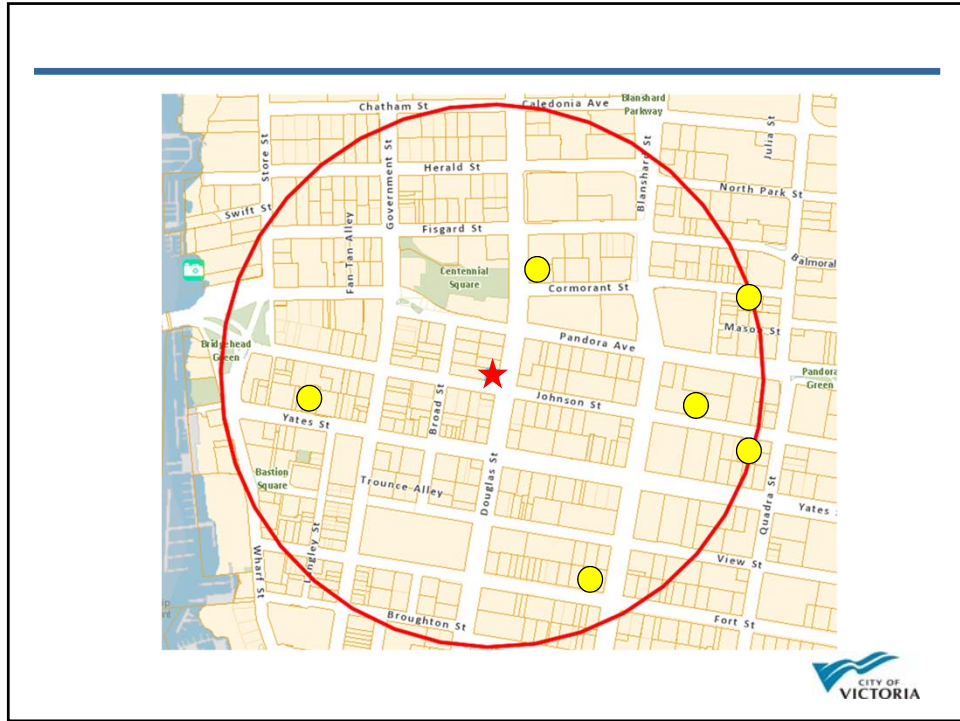 Chatham St
Caledonia Ave
Blanshard
Parkway
Julia St
Store St
Government St
Herald St
Blanshard St
North Park St
Swift St
Fan-Tan-Alley
Fisgard St
Balmoral
Centennial
Square
Cormorant St
Mason St
Pandora Ave
Bridgehead
Green
Pandora
Green
Johnson St
Broad St
Yates St
Bastion
Square
Douglas St
Trounce-Alley
Quadra St
Yates S
View St
Langley St
Wharf St
Fort St
Broughton St
CITY OF
VICTORIA